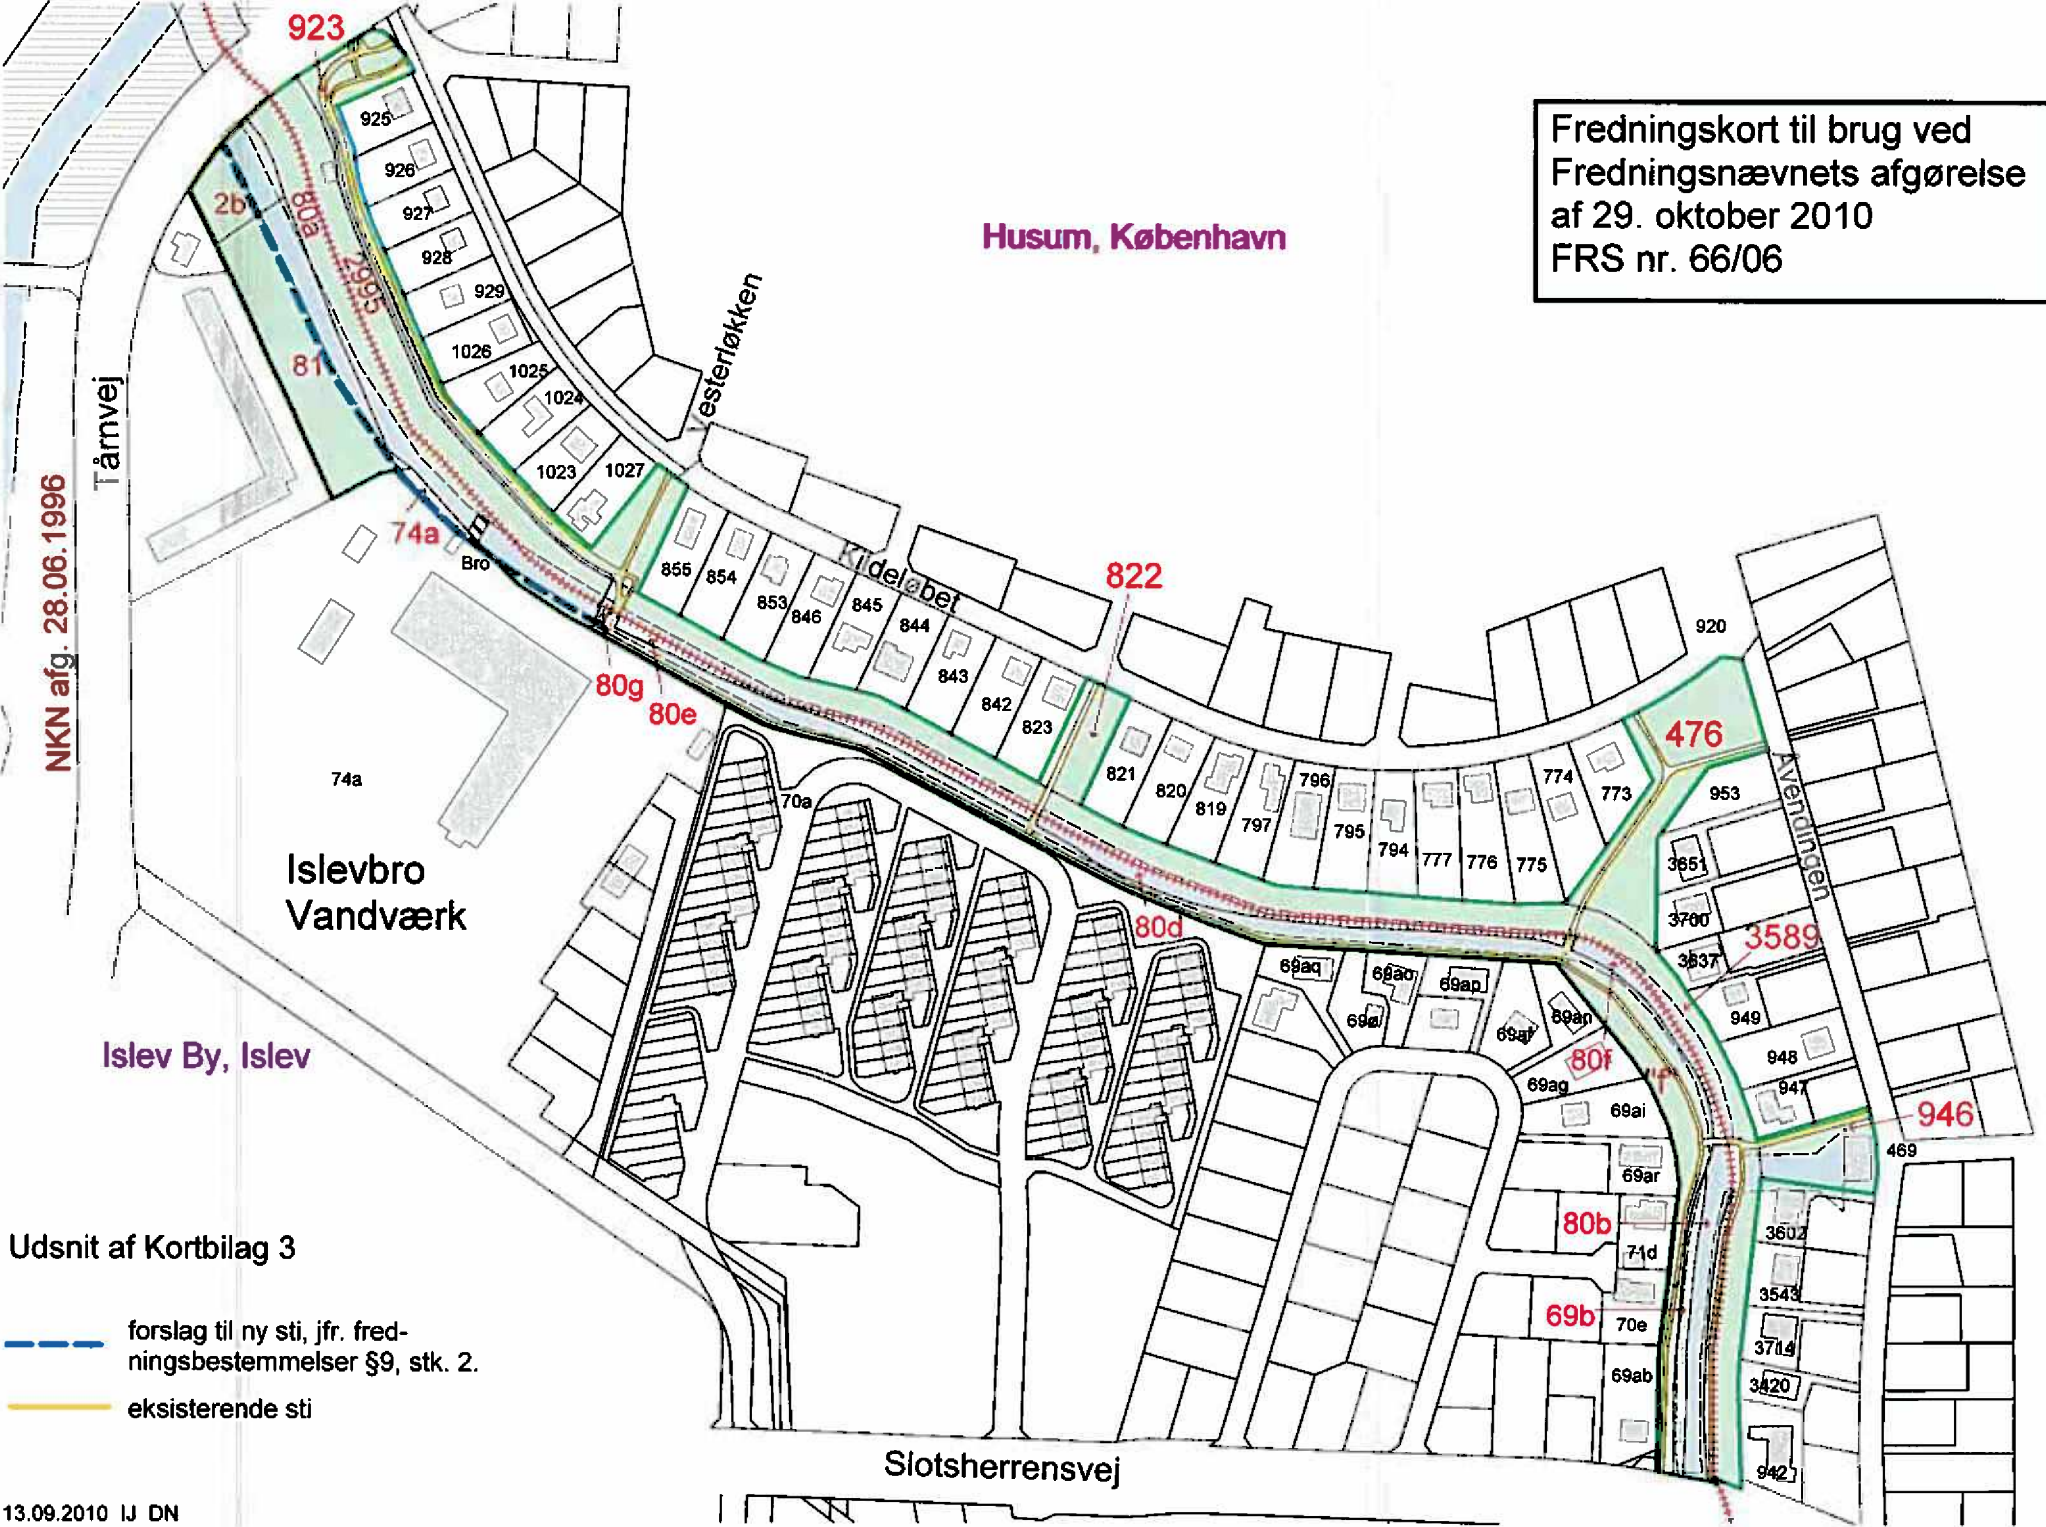 923
Fredningskort til brug ved
Fredningsnævnets afgørelse
af 29. oktober 2010
FRS nr. 66/06
Husum, København
925
926
927
928
929
1026
1025
1024
1023
1027
2b
80a
2995
81
Tårnvej
NKN afg. 28.06.1996
Vesterløkken
74a
Bro
855
854
853
846
845
844
843
842
823
Kildeløbet
822
80g
80e
821
820
819
797
796
795
794
777
776
775
774
773
920
476
953
Avendingen
3651
3700
3637
3589
949
948
947
946
469
74a
70a
Islevbro
Vandværk
80d
69aq
69ao
69ap
69ø
69af
69an
80f
"f"
69ag
69ai
69ar
80b
71d
69b
70e
69ab
3602
3543
3714
3420
942
Islev By, Islev
Udsnit af Kortbilag 3
forslag til ny sti, jfr. fred-
ningsbestemmelser §9, stk. 2.
eksisterende sti
Slotsherrensvej
13.09.2010 IJ DN